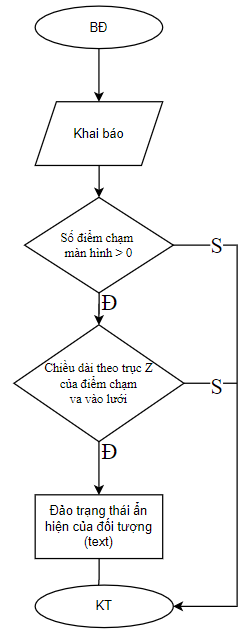 BĐ
Khai báo
Số điểm chạm
màn hình > 0
S
Đ
Chiều dài theo trục Z
của điểm chạm
va vào lưới
S
Đ
Đảo trạng thái ẩn
hiện của đối tượng
(text)
KT